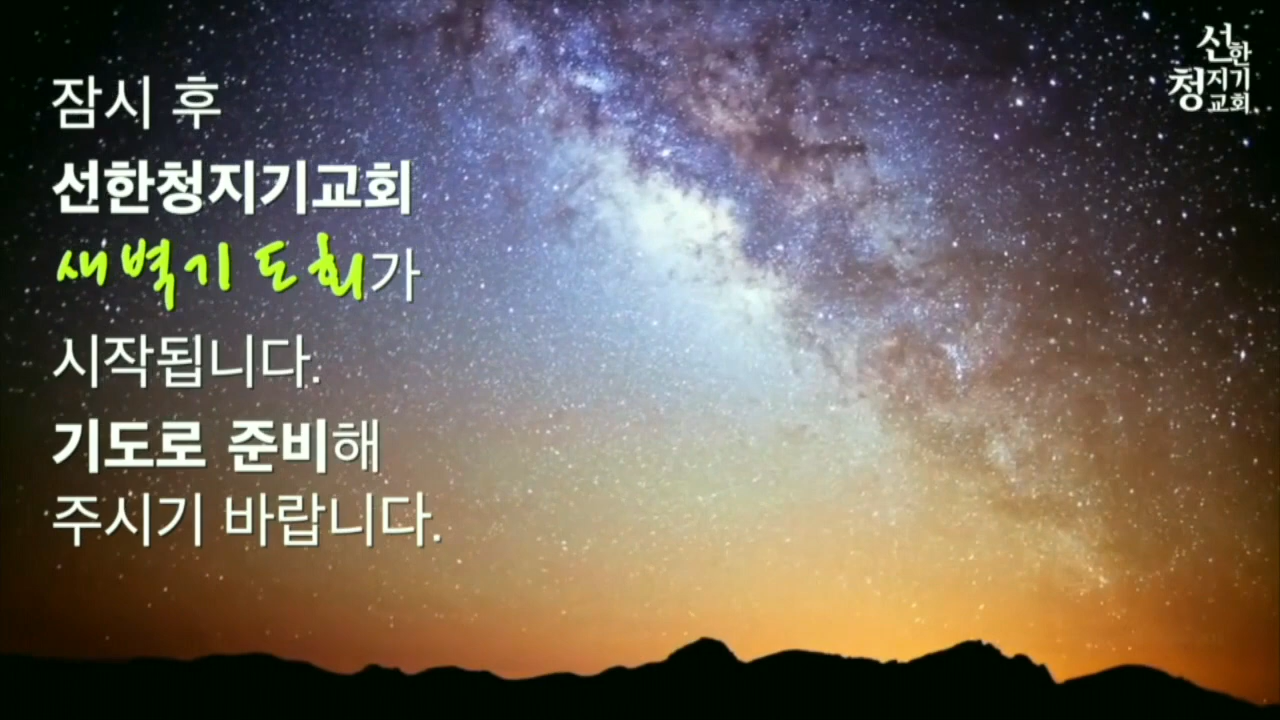 잠시 후
선한청지기교회
새벽기도회가
시작됩니다.
기도로 준비해
주시기 바랍니다.
선한
청지기
교회